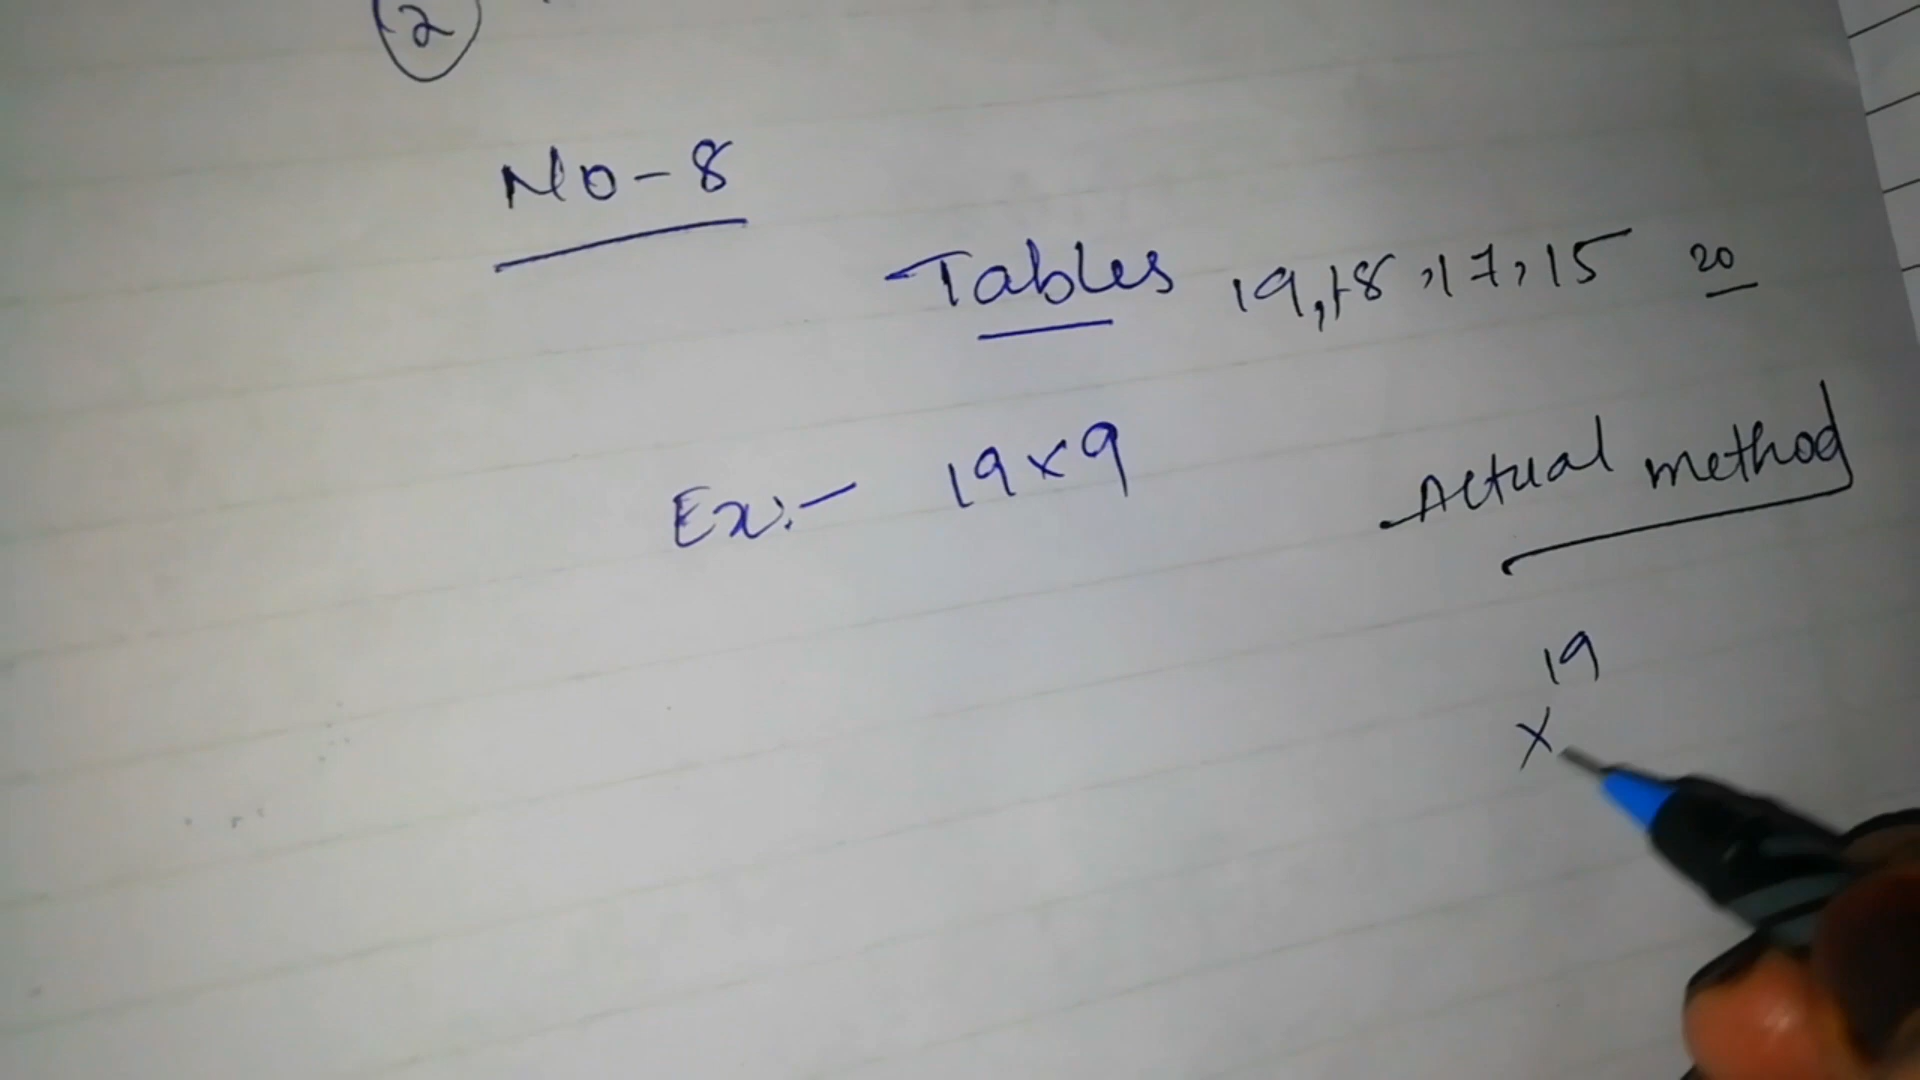 2
No-8
Tables 19,18,17,15 20
Ex:- 19×9
Actual method
19
×